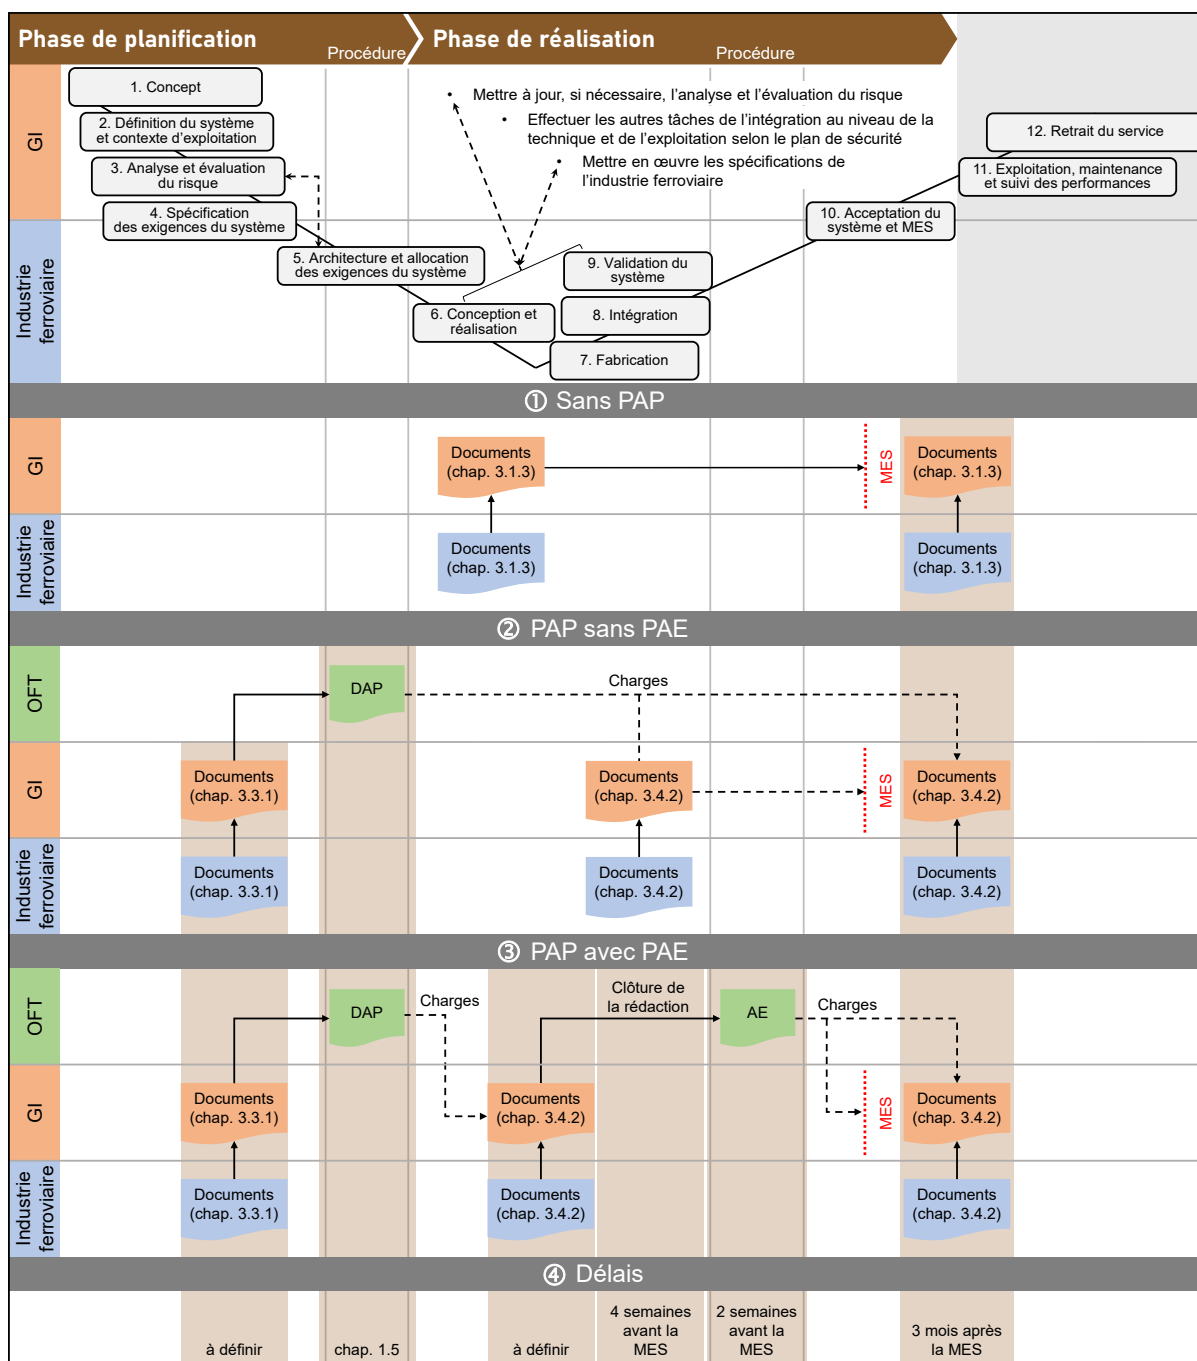 Phase de planification
Procédure
Phase de réalisation
Procédure
GI
1. Concept
2. Définition du système
et contexte d'exploitation
3. Analyse et évaluation
du risque
4. Spécification
des exigences du système
• Mettre à jour, si nécessaire, l'analyse et l'évaluation du risque
• Effectuer les autres tâches de l'intégration au niveau de la
technique et de l'exploitation selon le plan de sécurité
• Mettre en œuvre les spécifications de
l'industrie ferroviaire
12. Retrait du service
11. Exploitation, maintenance
et suivi des performances
10. Acceptation du
système et MES
Industrie
ferroviaire
5. Architecture et allocation
des exigences du système
9. Validation du
système
6. Conception et
réalisation
8. Intégration
7. Fabrication
① Sans PAP
GI
Documents
(chap. 3.1.3)
MES
Documents
(chap. 3.1.3)
Industrie
ferroviaire
Documents
(chap. 3.1.3)
Documents
(chap. 3.1.3)
② PAP sans PAE
OFT
DAP
Charges
GI
Documents
(chap. 3.3.1)
Documents
(chap. 3.4.2)
MES
Documents
(chap. 3.4.2)
Industrie
ferroviaire
Documents
(chap. 3.3.1)
Documents
(chap. 3.4.2)
Documents
(chap. 3.4.2)
③ PAP avec PAE
OFT
DAP
Charges
Clôture de
la rédaction
AE
Charges
GI
Documents
(chap. 3.3.1)
Documents
(chap. 3.4.2)
MES
Documents
(chap. 3.4.2)
Industrie
ferroviaire
Documents
(chap. 3.3.1)
Documents
(chap. 3.4.2)
Documents
(chap. 3.4.2)
④ Délais
à définir
chap. 1.5
à définir
4 semaines
avant la
MES
2 semaines
avant la
MES
3 mois après
la MES